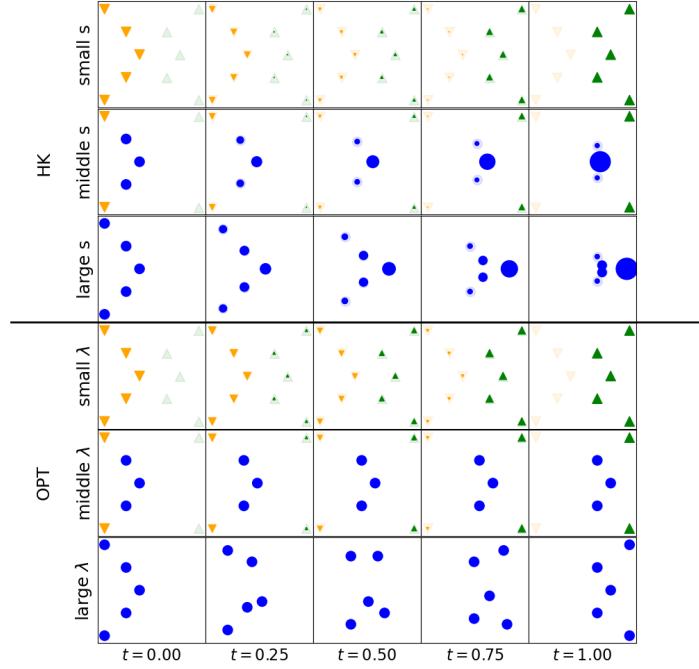 HK
small s
middle s
large s
OPT
small λ
middle λ
large λ
t = 0.00
t = 0.25
t = 0.50
t = 0.75
t = 1.00